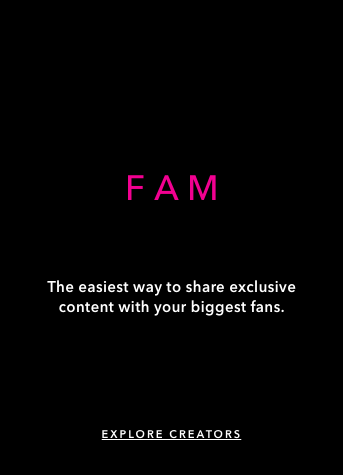 FAM
The easiest way to share exclusive
content with your biggest fans.
EXPLORE CREATORS